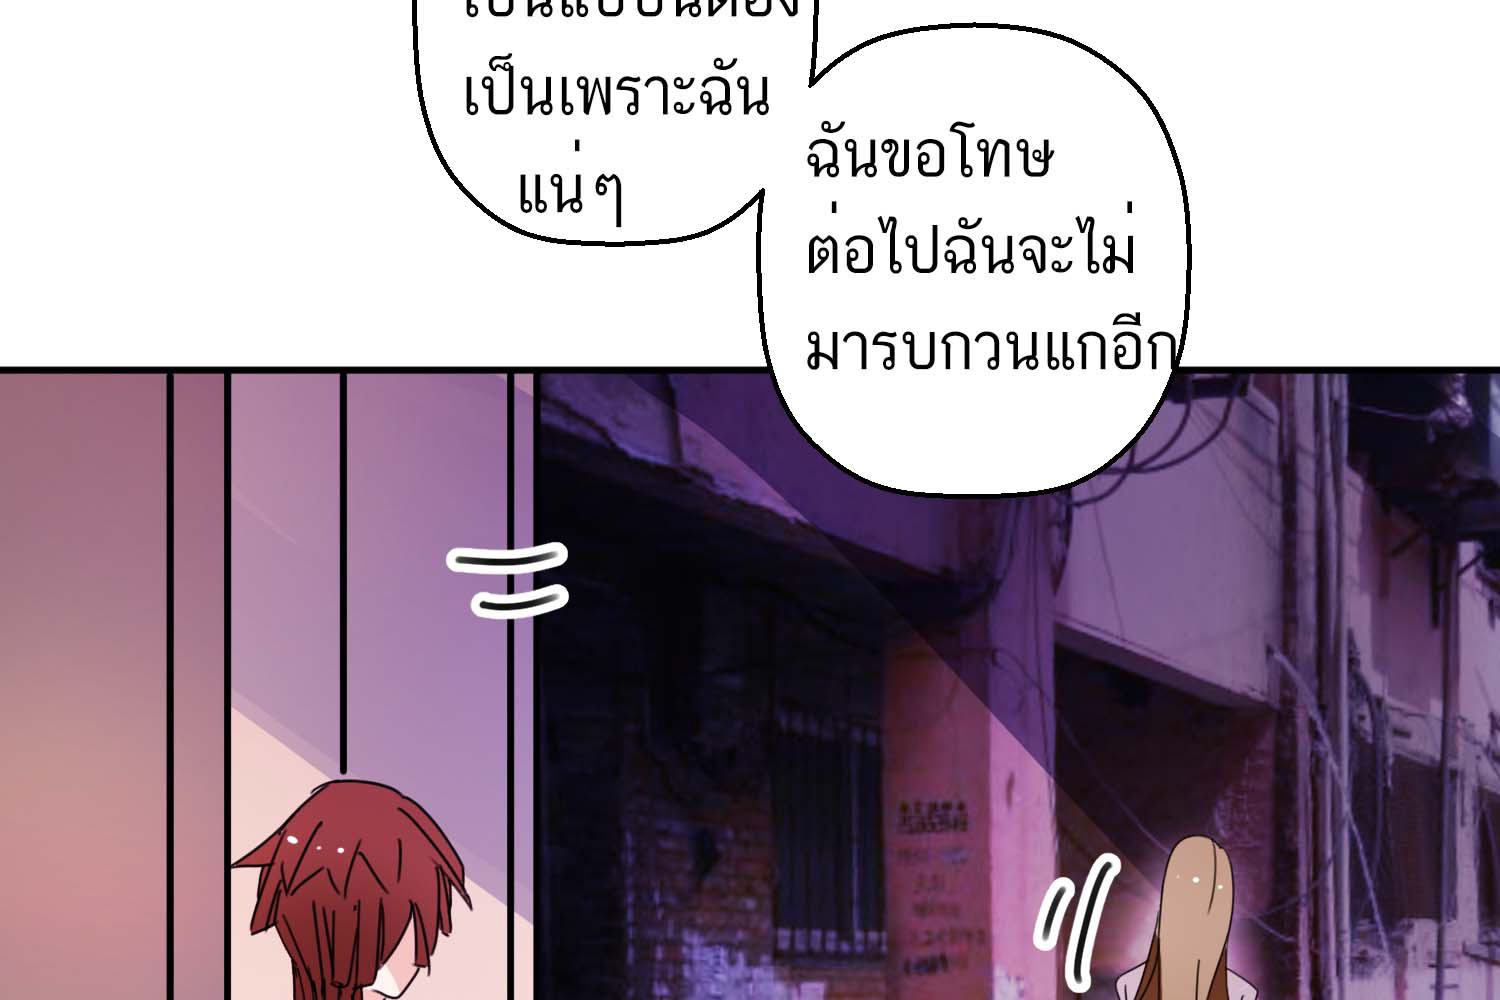 เป็นเพราะฉัน
แน่ๆ
ฉันขอโทษ
ต่อไปฉันจะไม่
มารบกวนแกอีก